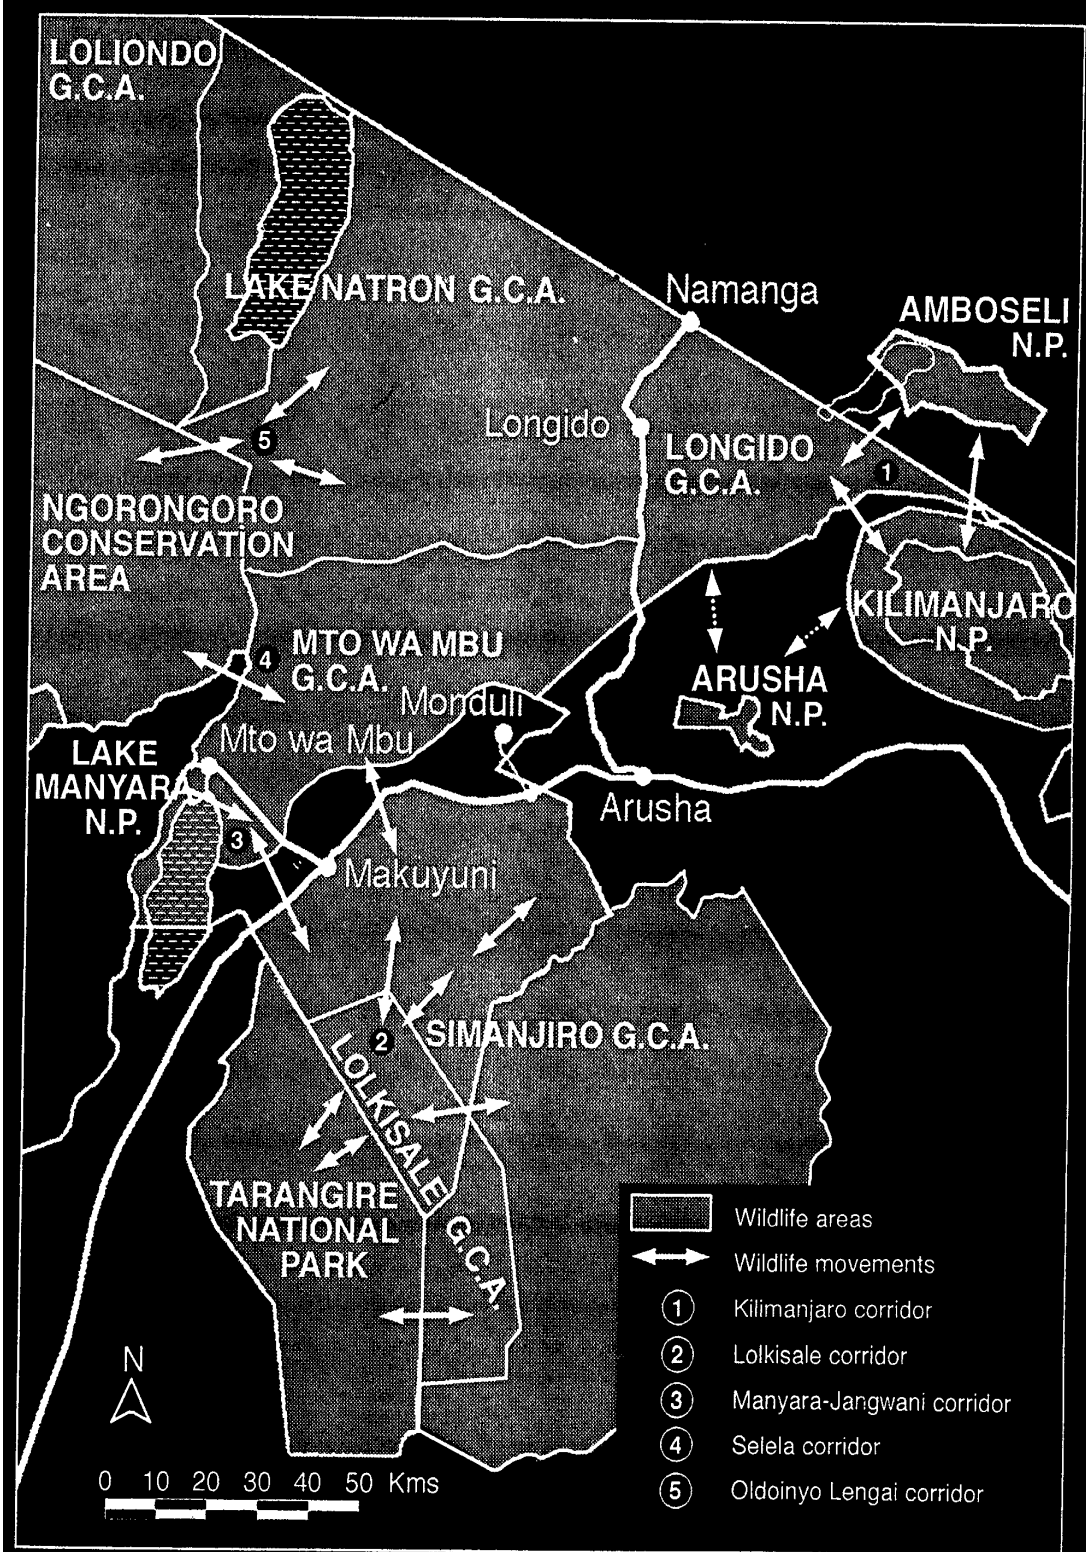 LOLIONDO
G.C.A.
LAKE NATRON G.C.A.
Namanga
AMBOSELI
N.P.
Longido
LONGIDO
G.C.A.
5
1
NGORONGORO
CONSERVATION
AREA
KILIMANJARO
N.P.
4
MTO WA MBU
G.C.A.
ARUSHA
N.P.
Monduli
Mto wa Mbu
LAKE
MANYARA
N.P.
Arusha
3
Makuyuni
SIMANJIRO G.C.A.
2
LOLKISALE
G.C.A.
TARANGIRE
NATIONAL
PARK
Wildlife areas
Wildlife movements
1 Kilimanjaro corridor
2 Lolkisale corridor
3 Manyara-Jangwani corridor
4 Selela corridor
5 Oldoinyo Lengai corridor
N
0 10 20 30 40 50 Kms